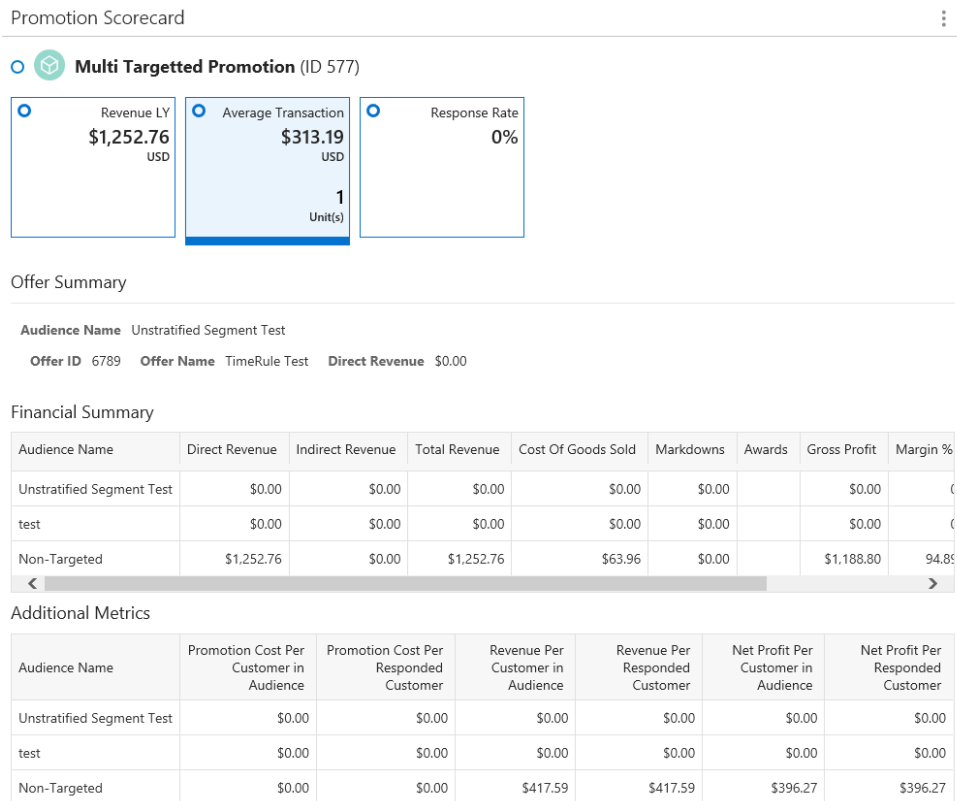 Promotion Scorecard
Multi Targetted Promotion (ID 577)
Revenue LY
$1,252.76
USD
Average Transaction
$313.19
USD
1
Unit(s)
Response Rate
0%
Offer Summary
Audience Name Unstratified Segment Test
Offer ID 6789 Offer Name TimeRule Test Direct Revenue $0.00
Financial Summary
Audience Name Direct Revenue Indirect Revenue Total Revenue Cost Of Goods Sold Markdowns Awards Gross Profit Margin %
Unstratified Segment Test $0.00 $0.00 $0.00 $0.00 $0.00 $0.00
test $0.00 $0.00 $0.00 $0.00 $0.00 $0.00
Non-Targeted $1,252.76 $0.00 $1,252.76 $63.96 $0.00 $1,188.80 94.89
Additional Metrics
Audience Name
Promotion Cost Per
Customer in
Audience
Promotion Cost Per
Responded
Customer
Revenue Per
Customer in
Audience
Revenue Per
Responded
Customer
Net Profit Per
Customer in
Audience
Net Profit Per
Responded
Customer
Unstratified Segment Test $0.00 $0.00 $0.00 $0.00 $0.00 $0.00
test $0.00 $0.00 $0.00 $0.00 $0.00 $0.00
Non-Targeted $0.00 $0.00 $417.59 $417.59 $396.27 $396.27